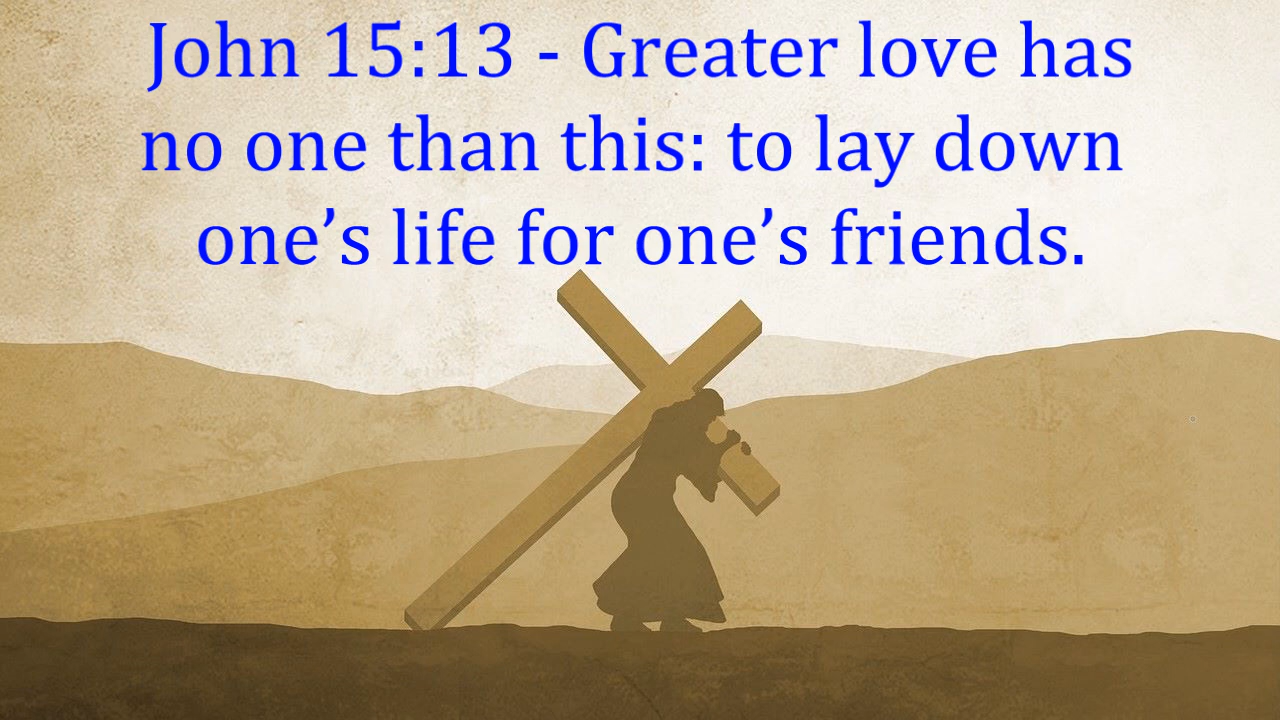 John 15:13 - Greater love has
no one than this: to lay down
one’s life for one’s friends.